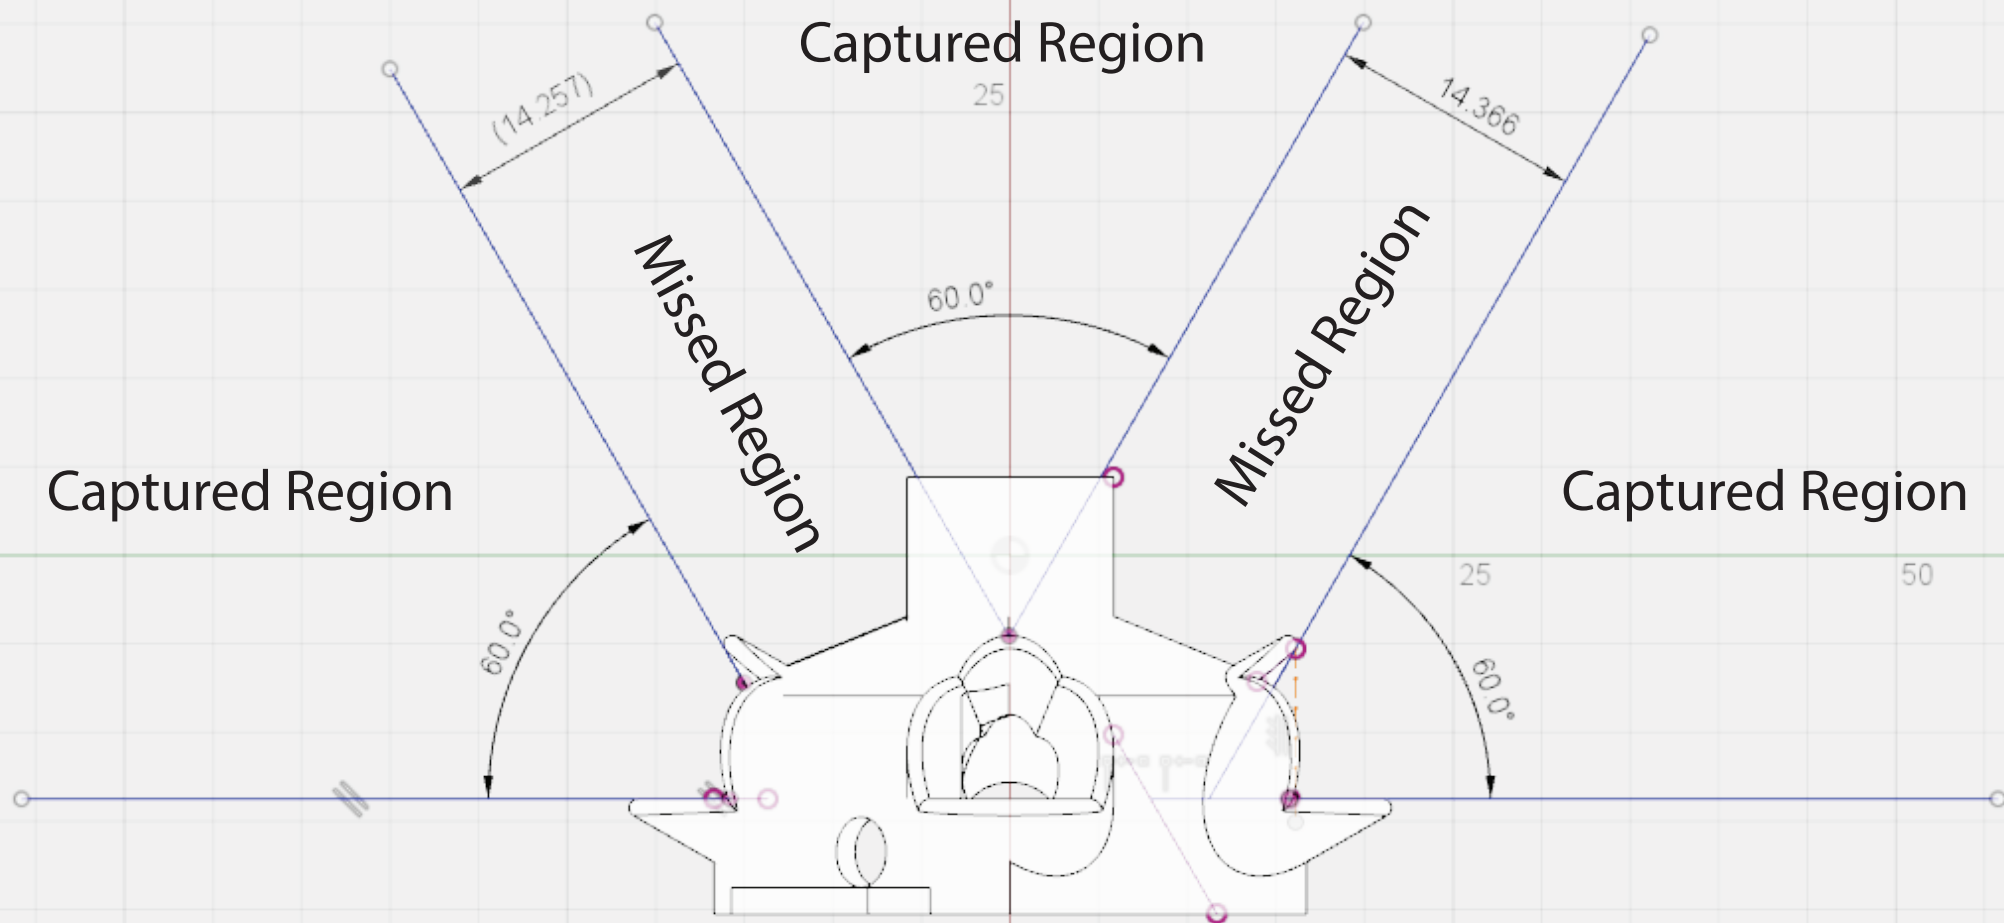 Captured Region
25
(14.257)
14.366
60.0°
Missed Region
Missed Region
Captured Region
Captured Region
25
50
60.0°
60.0°